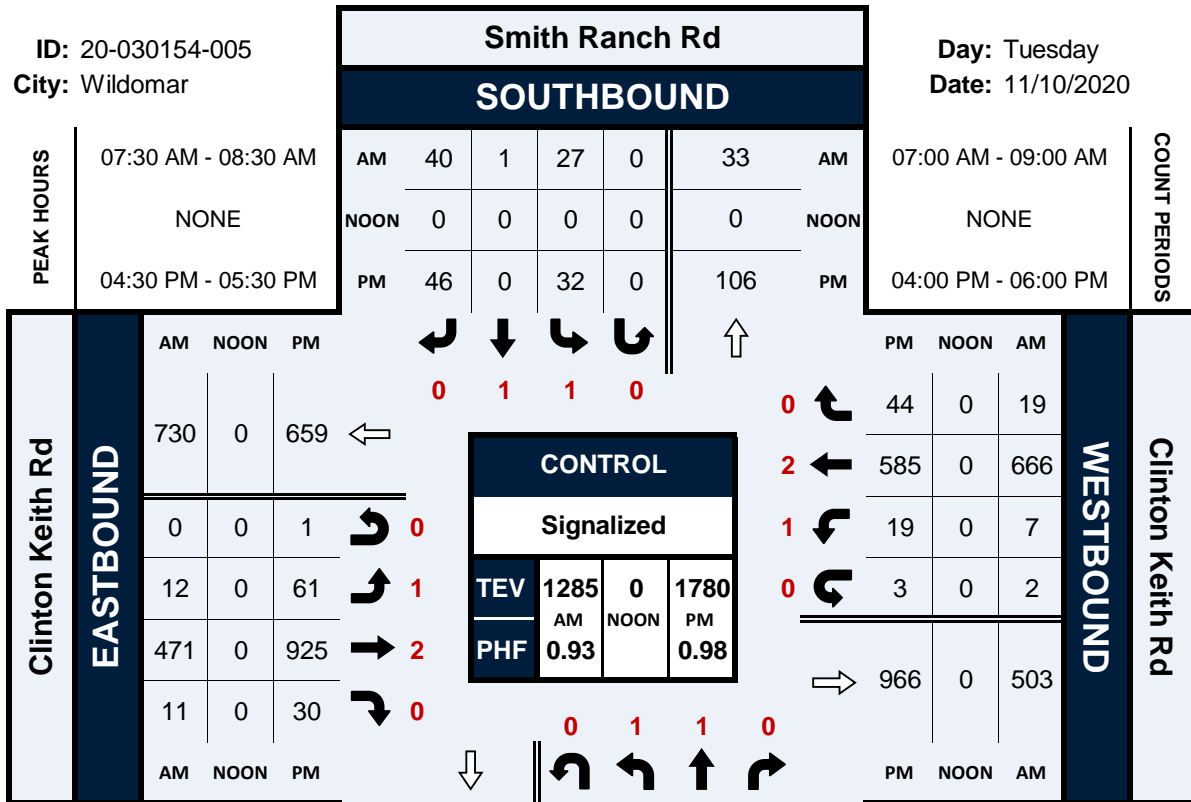 Smith Ranch Rd
ID: 20-030154-005
Day: Tuesday
City: Wildomar
SOUTHBOUND
Date: 11/10/2020
PEAK HOURS
07:30 AM - 08:30 AM
AM 40 1 27 0 33 AM
07:00 AM - 09:00 AM
COUNT PERIODS
NONE
NOON 0 0 0 0 0 NOON
NONE
04:30 PM - 05:30 PM
PM 46 0 32 0 106 PM
04:00 PM - 06:00 PM
Clinton Keith Rd
EASTBOUND
AM NOON PM
730 0 659
0 0 1 0
12 0 61 1
471 0 925 2
11 0 30 0
AM NOON PM
0 1 1 0
CONTROL
Signalized
TEV 1285 0 1780
AM NOON PM
PHF 0.93 0.98
0 1 1 0
PM NOON AM
0 44 0 19
2 585 0 666
1 19 0 7
0 3 0 2
966 0 503
PM NOON AM
WESTBOUND
Clinton Keith Rd